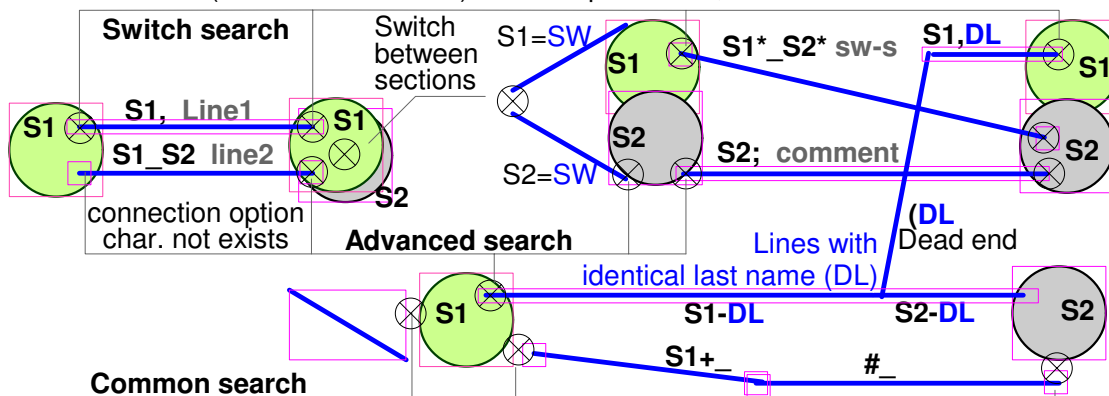 Switch search
Switch
between
sections
S1=SW
S1
S1*_S2* sw-s
S1,DL
S1
S1
S1, Line1
S1
S1_S2 line2
S2
S2
S2
S2=SW
S2; comment
connection option
char. not exists
Advanced search
(DL
Dead end
Lines with
identical last name (DL)
S1
S1-DL
S2-DL
S2
S1+_
#_
Common search